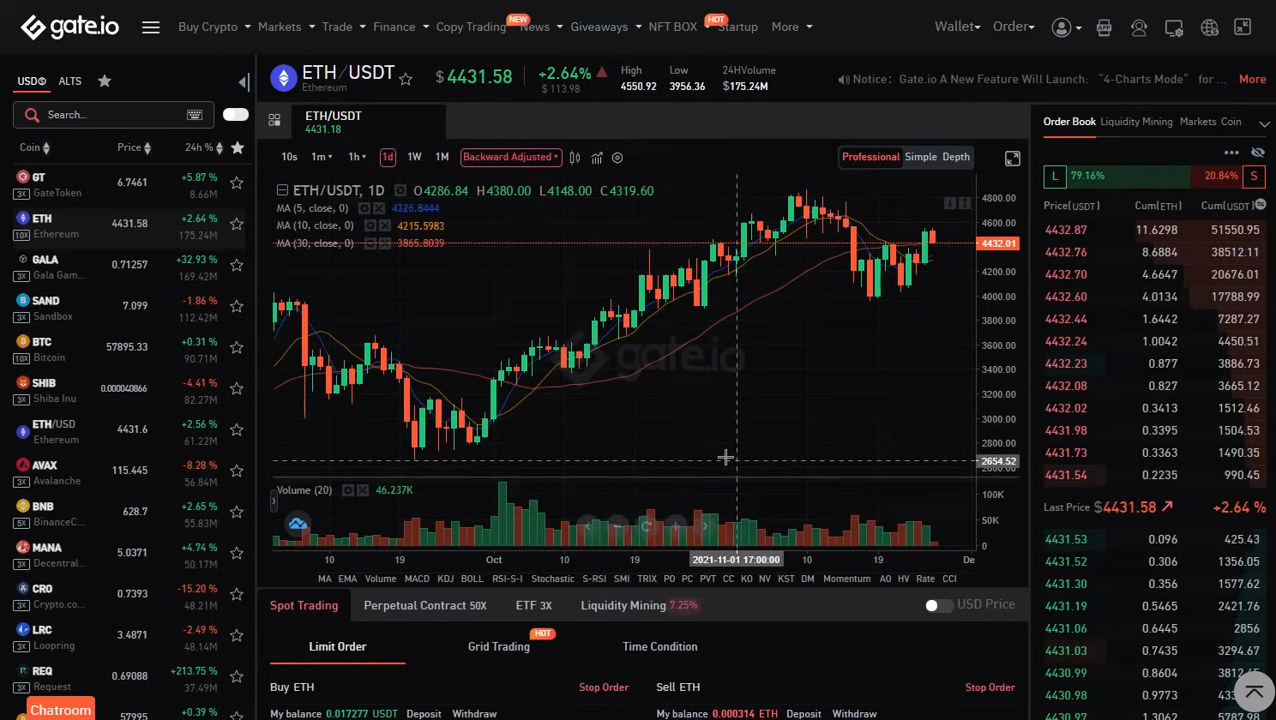 gate.io
Buy Crypto Markets Trade Finance Copy Trading NEW News Giveaways NFT BOX HOT Startup More Wallet Order
USD$ ALTS
Search...
Coin Price 24h %
GT 6.7461 +5.87 %
3X GateToken 8.66M
ETH 4431.58 +2.64 %
10X Ethereum 175.24M
GALA 0.71257 +32.93 %
3X Gala Gam... 169.42M
SAND 7.099 -1.86 %
3X Sandbox 112.42M
BTC 57895.33 +0.31 %
10X Bitcoin 90.71M
SHIB 0.000040866 -4.41 %
3X Shiba Inu 82.27M
ETH/USD 4431.6 +2.56 %
Ethereum 61.22M
AVAX 115.445 -8.28 %
3X Avalanche 56.84M
BNB 628.7 +2.65 %
5X BinanceC... 55.83M
MANA 5.0371 +4.74 %
3X Decentral... 50.17M
CRO 0.7393 -15.20 %
3X Crypto.co... 48.21M
LRC 3.4871 -2.49 %
3X Loopring 48.14M
REQ 0.69088 +213.75 %
3X Request 37.49M
57995 +0.39 %
Chatroom
ETH/USDT
Ethereum
$ 4431.58
+2.64%
$ 113.98
High
4550.92
Low
3956.36
24HVolume
$175.24M
Notice: Gate.io A New Feature Will Launch: “4-Charts Mode” for ... More
ETH/USDT
4431.18
10s 1m 1h 1d 1W 1M Backward Adjusted Professional Simple Depth
ETH/USDT, 1D O4286.84 H4380.00 L4148.00 C4319.60
MA (5, close, 0) 4326.8444
MA (10, close, 0) 4215.5983
MA (30, close, 0) 3865.8039
gate.io
4800.00
4600.00
4432.01
4200.00
4000.00
3800.00
3600.00
3400.00
3200.00
3000.00
2800.00
2654.52
2600.00
Volume (20) 46.237K
100K
50K
0
10 19 Oct 10 19 2021-11-01 17:00:00 10 19 De
MA EMA Volume MACD KDJ BOLL RSI-S-I Stochastic S-RSI SMI TRIX PO PC PVT CC KO NV KST DM Momentum AO HV Rate CCI
Spot Trading Perpetual Contract 50X ETF 3X Liquidity Mining 7.25% USD Price
Limit Order Grid Trading HOT Time Condition
Buy ETH Stop Order Sell ETH Stop Order
My balance 0.017277 USDT Deposit Withdraw My balance 0.000314 ETH Deposit Withdraw
Order Book Liquidity Mining Markets Coin
L 79.16% 20.84% S
Price(USDT) Cum(ETH) Cum(USDT)
4432.87 11.6298 51550.95
4432.76 8.6884 38512.11
4432.70 4.6647 20676.01
4432.60 4.0134 17788.99
4432.44 1.6442 7287.27
4432.24 1.0042 4450.51
4432.23 0.877 3886.73
4432.08 0.827 3665.12
4432.02 0.3413 1512.46
4431.98 0.3395 1504.53
4431.73 0.3363 1490.35
4431.54 0.2235 990.45
Last Price $4431.58 +2.64 %
4431.53 0.096 425.43
4431.52 0.306 1356.05
4431.30 0.356 1577.62
4431.19 0.5465 2421.76
4431.06 0.6445 2856
4431.03 0.7435 3294.67
4430.99 0.8604
4430.98 0.9773